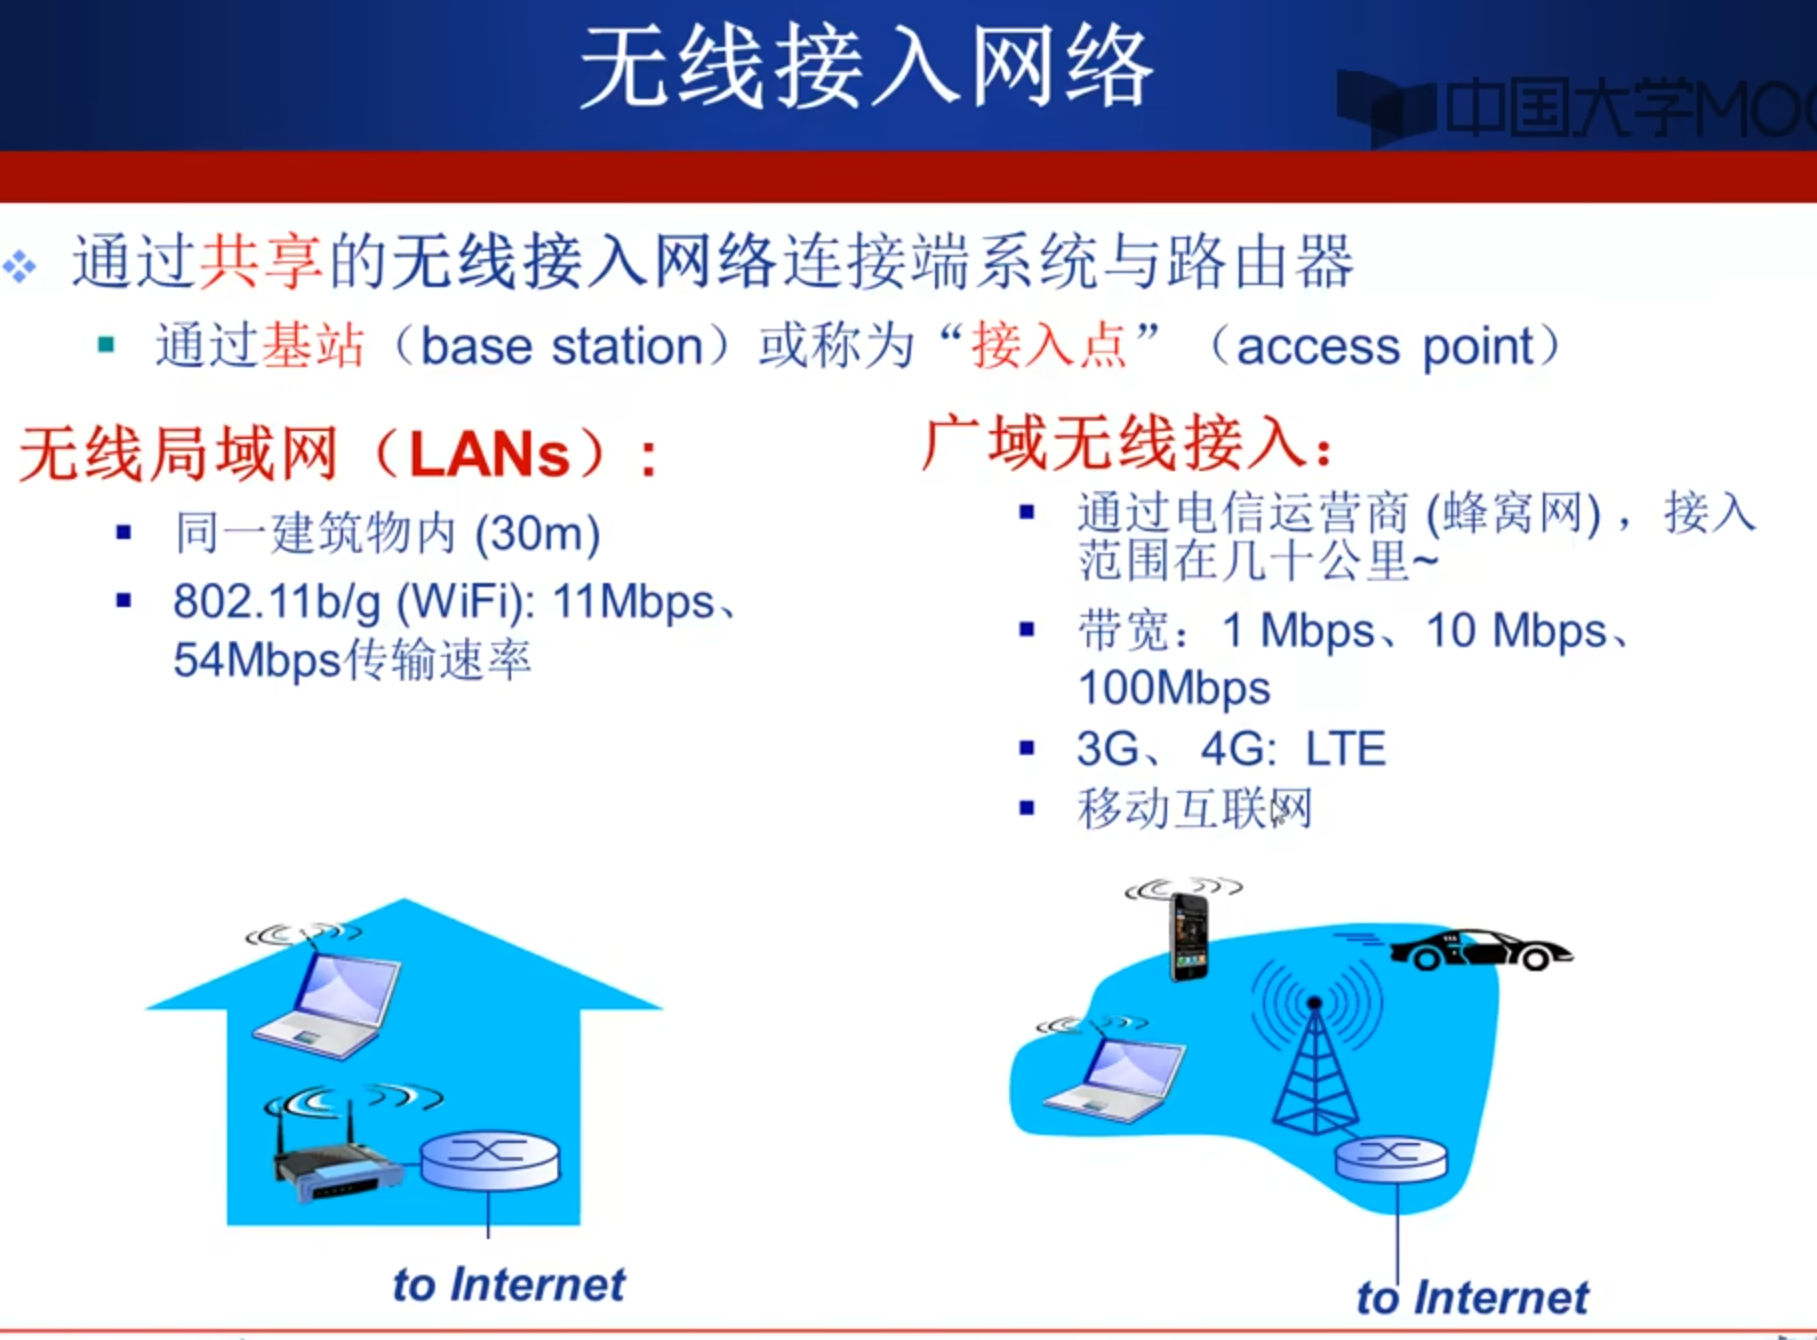 无线接入网络
中国大学MOO
通过共享的无线接入网络连接端系统与路由器
通过基站（base station）或称为“接入点”（access point）
无线局域网（LANs）:
同一建筑物内 (30m)
802.11b/g (WiFi): 11Mbps、
54Mbps传输速率
广域无线接入：
通过电信运营商 (蜂窝网) ，接入
范围在几十公里~
带宽：1 Mbps、10 Mbps、
100Mbps
3G、 4G: LTE
移动互联网
to Internet
to Internet